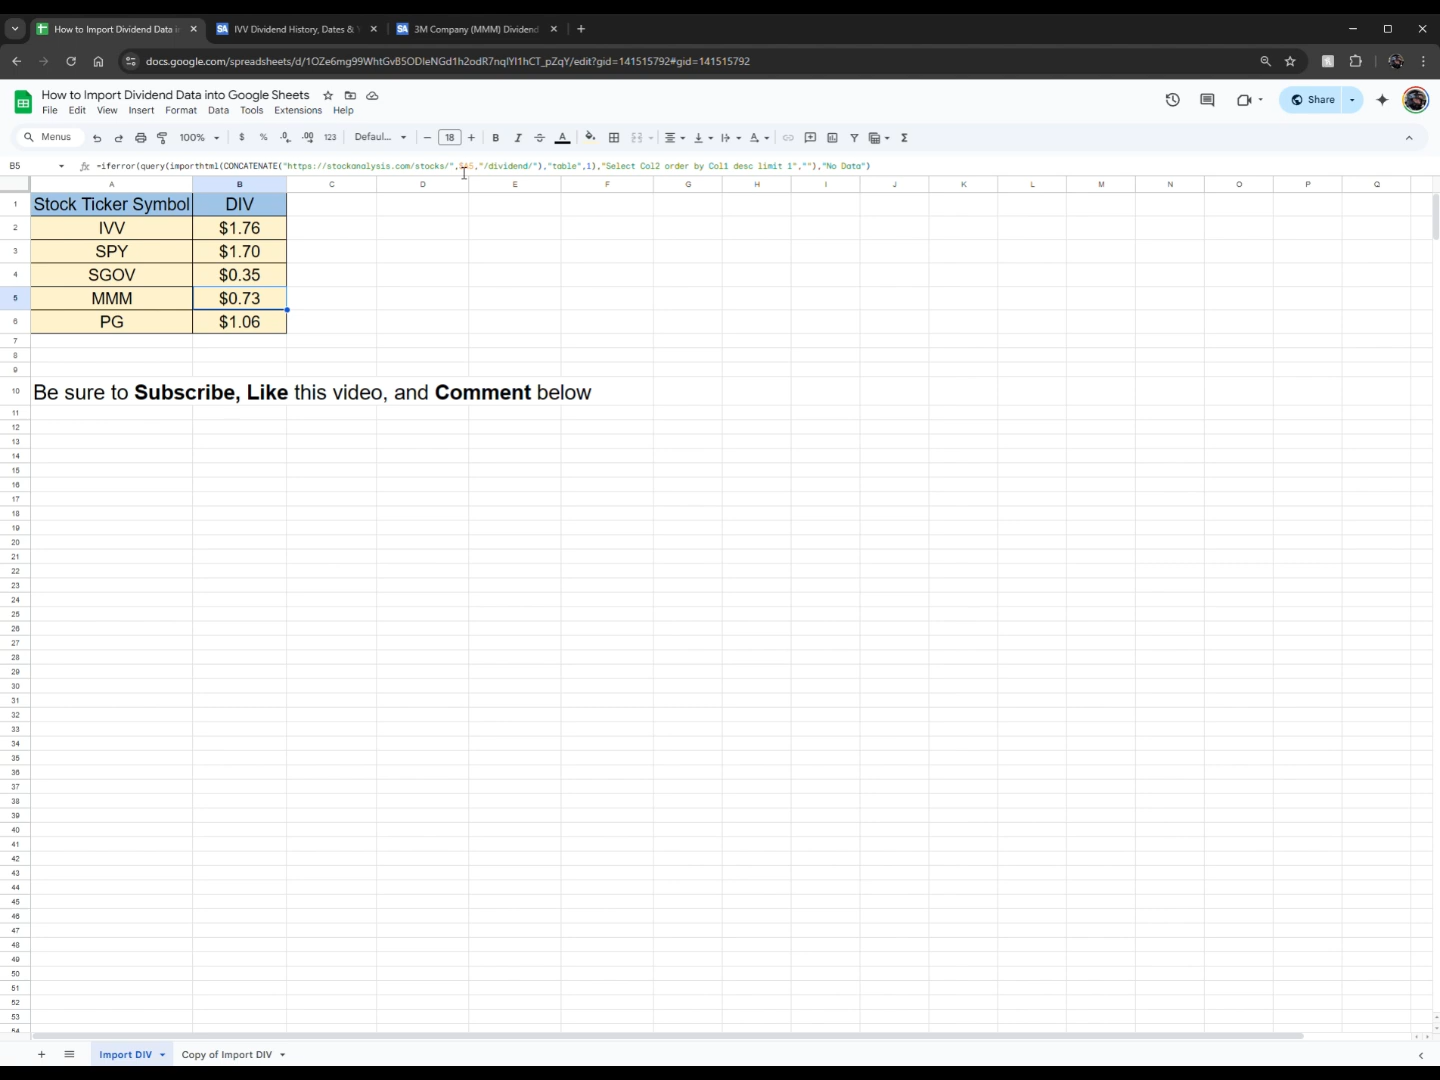 How to Import Dividend Data i
IVV Dividend History, Dates & Y
3M Company (MMM) Dividend
docs.google.com/spreadsheets/d/1OZe6mg99WhtGvB5ODIeNGd1h2odR7nqIYl1hCT_pZqY/edit?gid=141515792#gid=141515792
How to Import Dividend Data into Google Sheets
File Edit View Insert Format Data Tools Extensions Help
Share
Menus 100% $ % .0 .00 123 Defaul... 18 B I A
B5 fx =iferror(query(importhtml(CONCATENATE("https://stockanalysis.com/stocks/",$A5,"/dividend/"),"table",1),"Select Col2 order by Col1 desc limit 1",""),"No Data")
A B C D E F G H I J K L M N O P Q
1 Stock Ticker Symbol DIV
2 IVV $1.76
3 SPY $1.70
4 SGOV $0.35
5 MMM $0.73
6 PG $1.06
7
8
9
10 Be sure to Subscribe, Like this video, and Comment below
11
12
13
14
15
16
17
18
19
20
21
22
23
24
25
26
27
28
29
30
31
32
33
34
35
36
37
38
39
40
41
42
43
44
45
46
47
48
49
50
51
52
53
54
Import DIV Copy of Import DIV